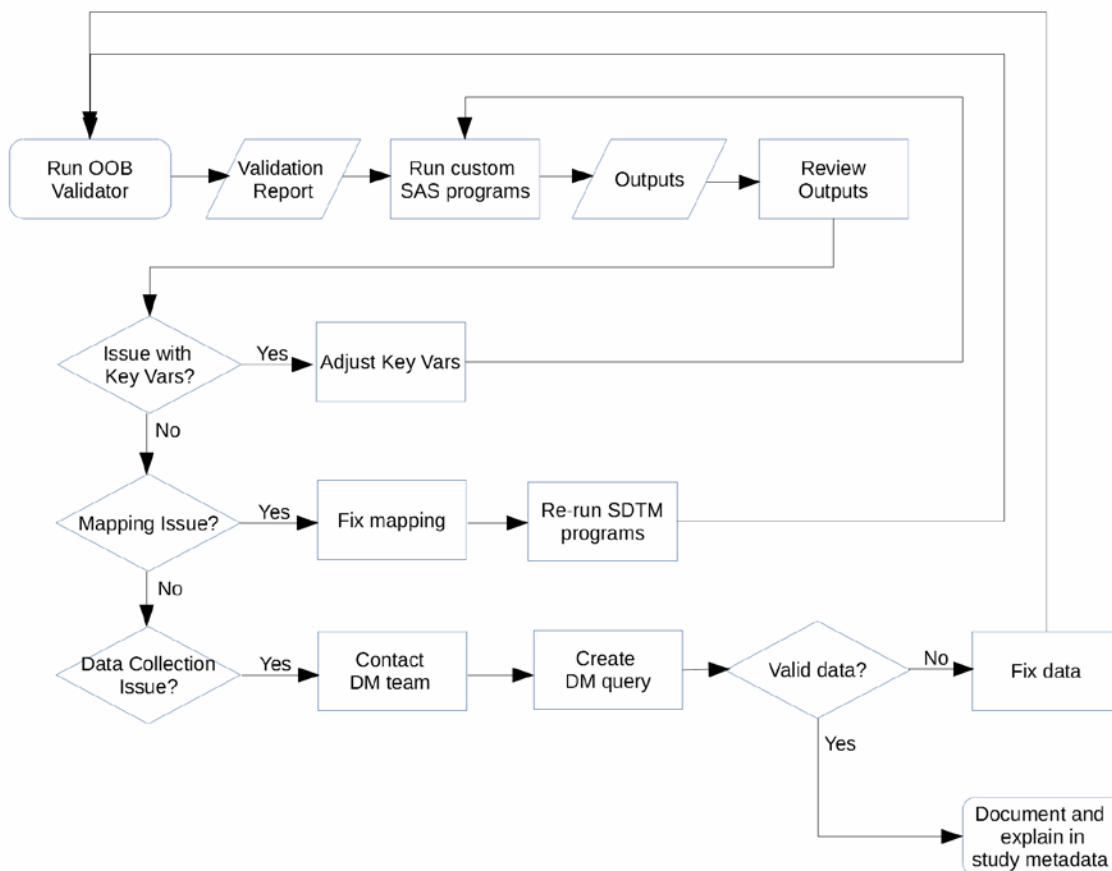 Run OOB
Validator
Validation
Report
Run custom
SAS programs
Outputs
Review
Outputs
Issue with
Key Vars?
Yes
Adjust Key Vars
No
Mapping Issue?
Yes
Fix mapping
Re-run SDTM
programs
No
Data Collection
Issue?
Yes
Contact
DM team
Create
DM query
Valid data?
No
Fix data
Yes
Document and
explain in
study metadata